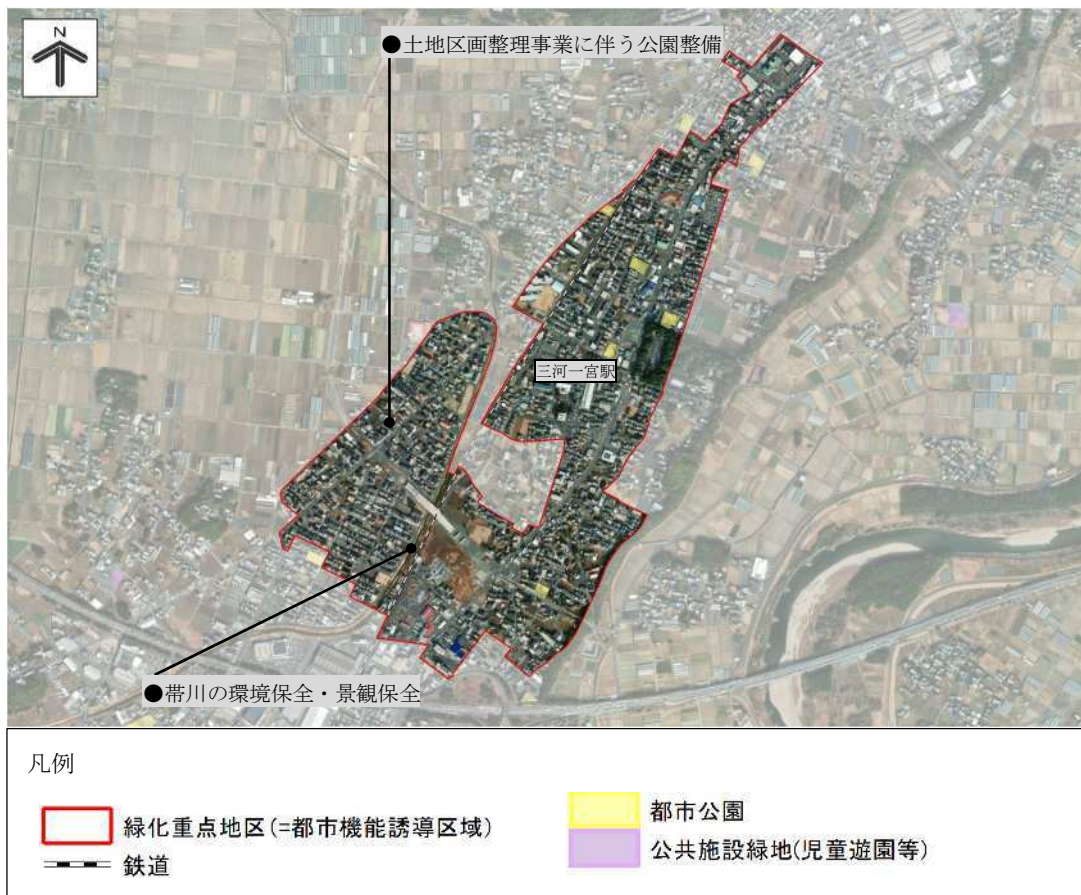 N
●土地区画整理事業に伴う公園整備
三河一宮駅
●帯川の環境保全・景観保全
凡例
緑化重点地区(=都市機能誘導区域)
鉄道
都市公園
公共施設緑地(児童遊園等)